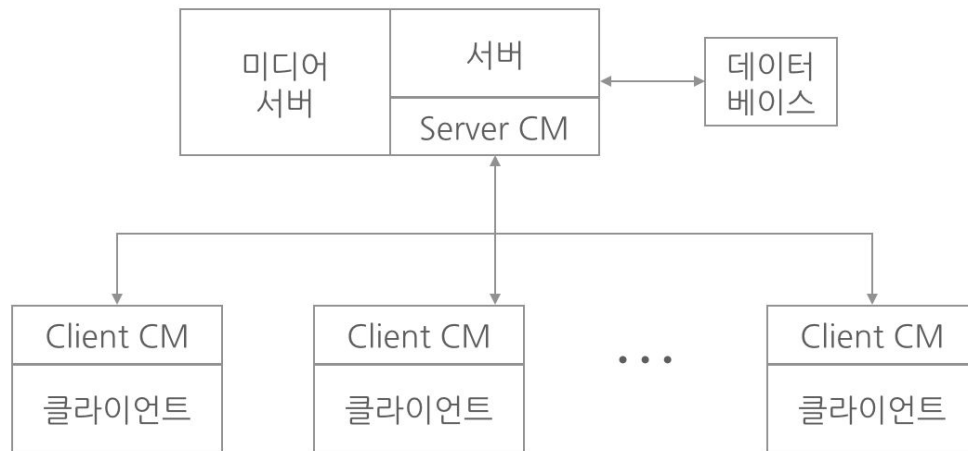 미디어
서버
서버
Server CM
데이터
베이스
Client CM
클라이언트
Client CM
클라이언트
...
Client CM
클라이언트